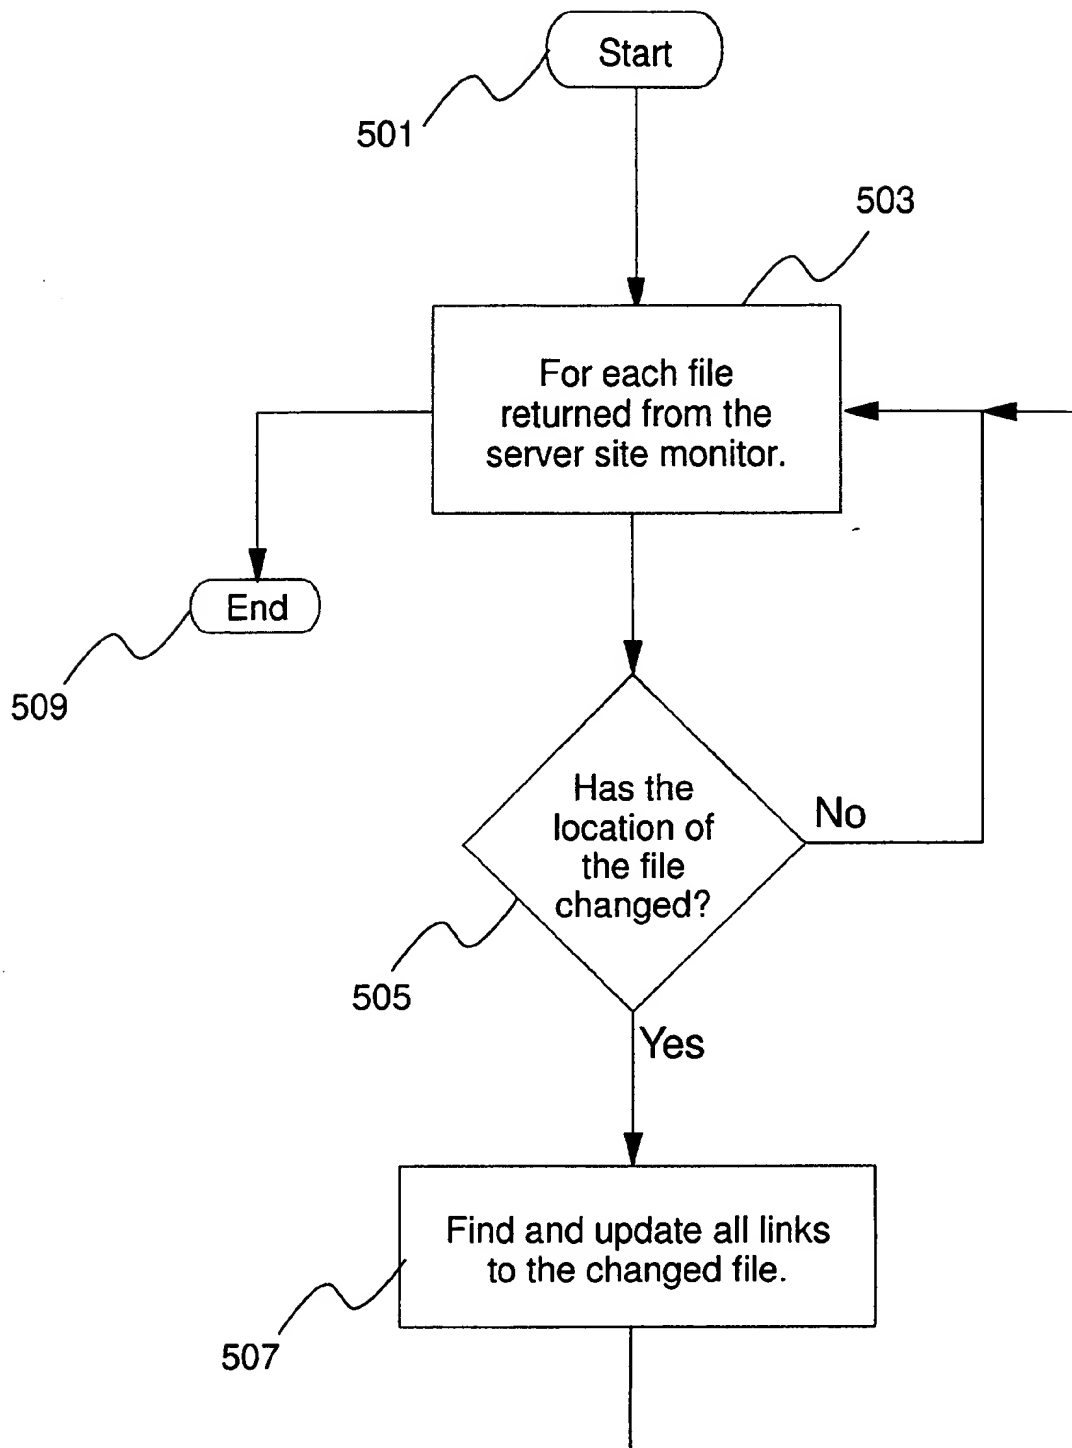 Start
501
503
For each file
returned from the
server site monitor.
End
509
Has the
location of
the file
changed?
No
505
Yes
Find and update all links
to the changed file.
507